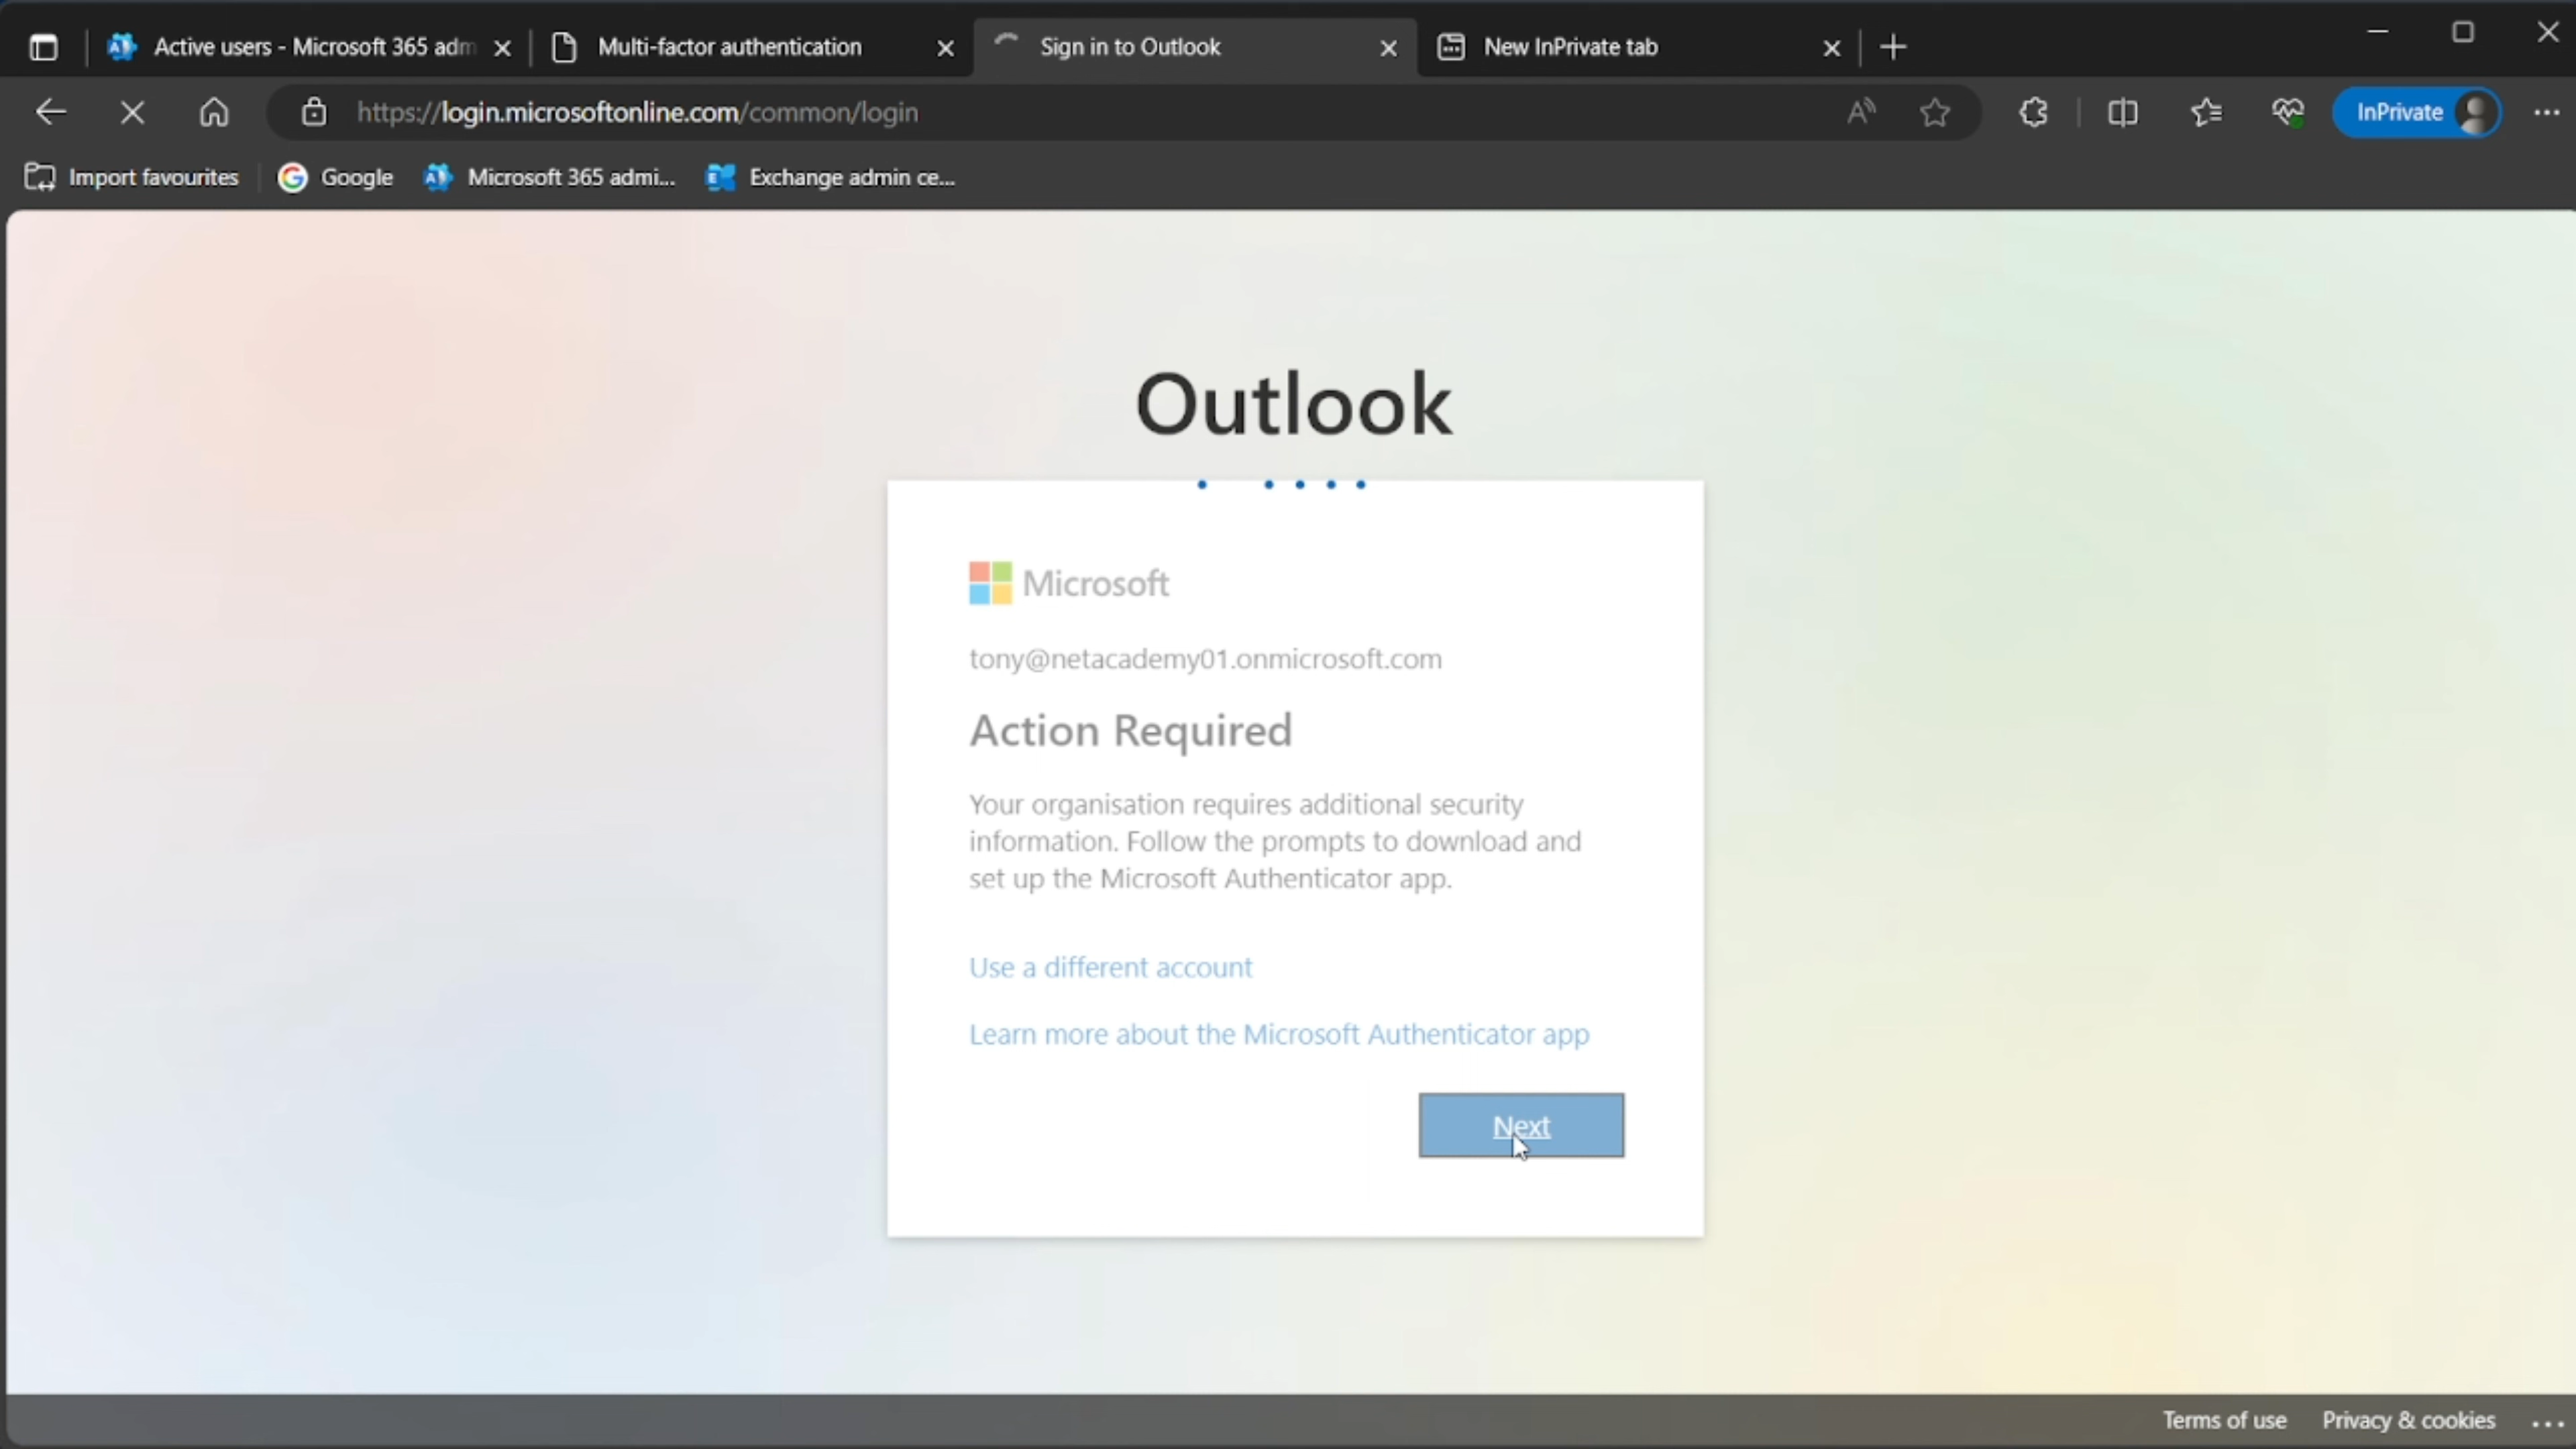 Active users - Microsoft 365 adm
Multi-factor authentication
Sign in to Outlook
New InPrivate tab
https://login.microsoftonline.com/common/login
InPrivate
Import favourites
Google
Microsoft 365 admi...
Exchange admin ce...
Outlook
Microsoft
tony@netacademy01.onmicrosoft.com
Action Required
Your organisation requires additional security
information. Follow the prompts to download and
set up the Microsoft Authenticator app.
Use a different account
Learn more about the Microsoft Authenticator app
Next
Terms of use
Privacy & cookies